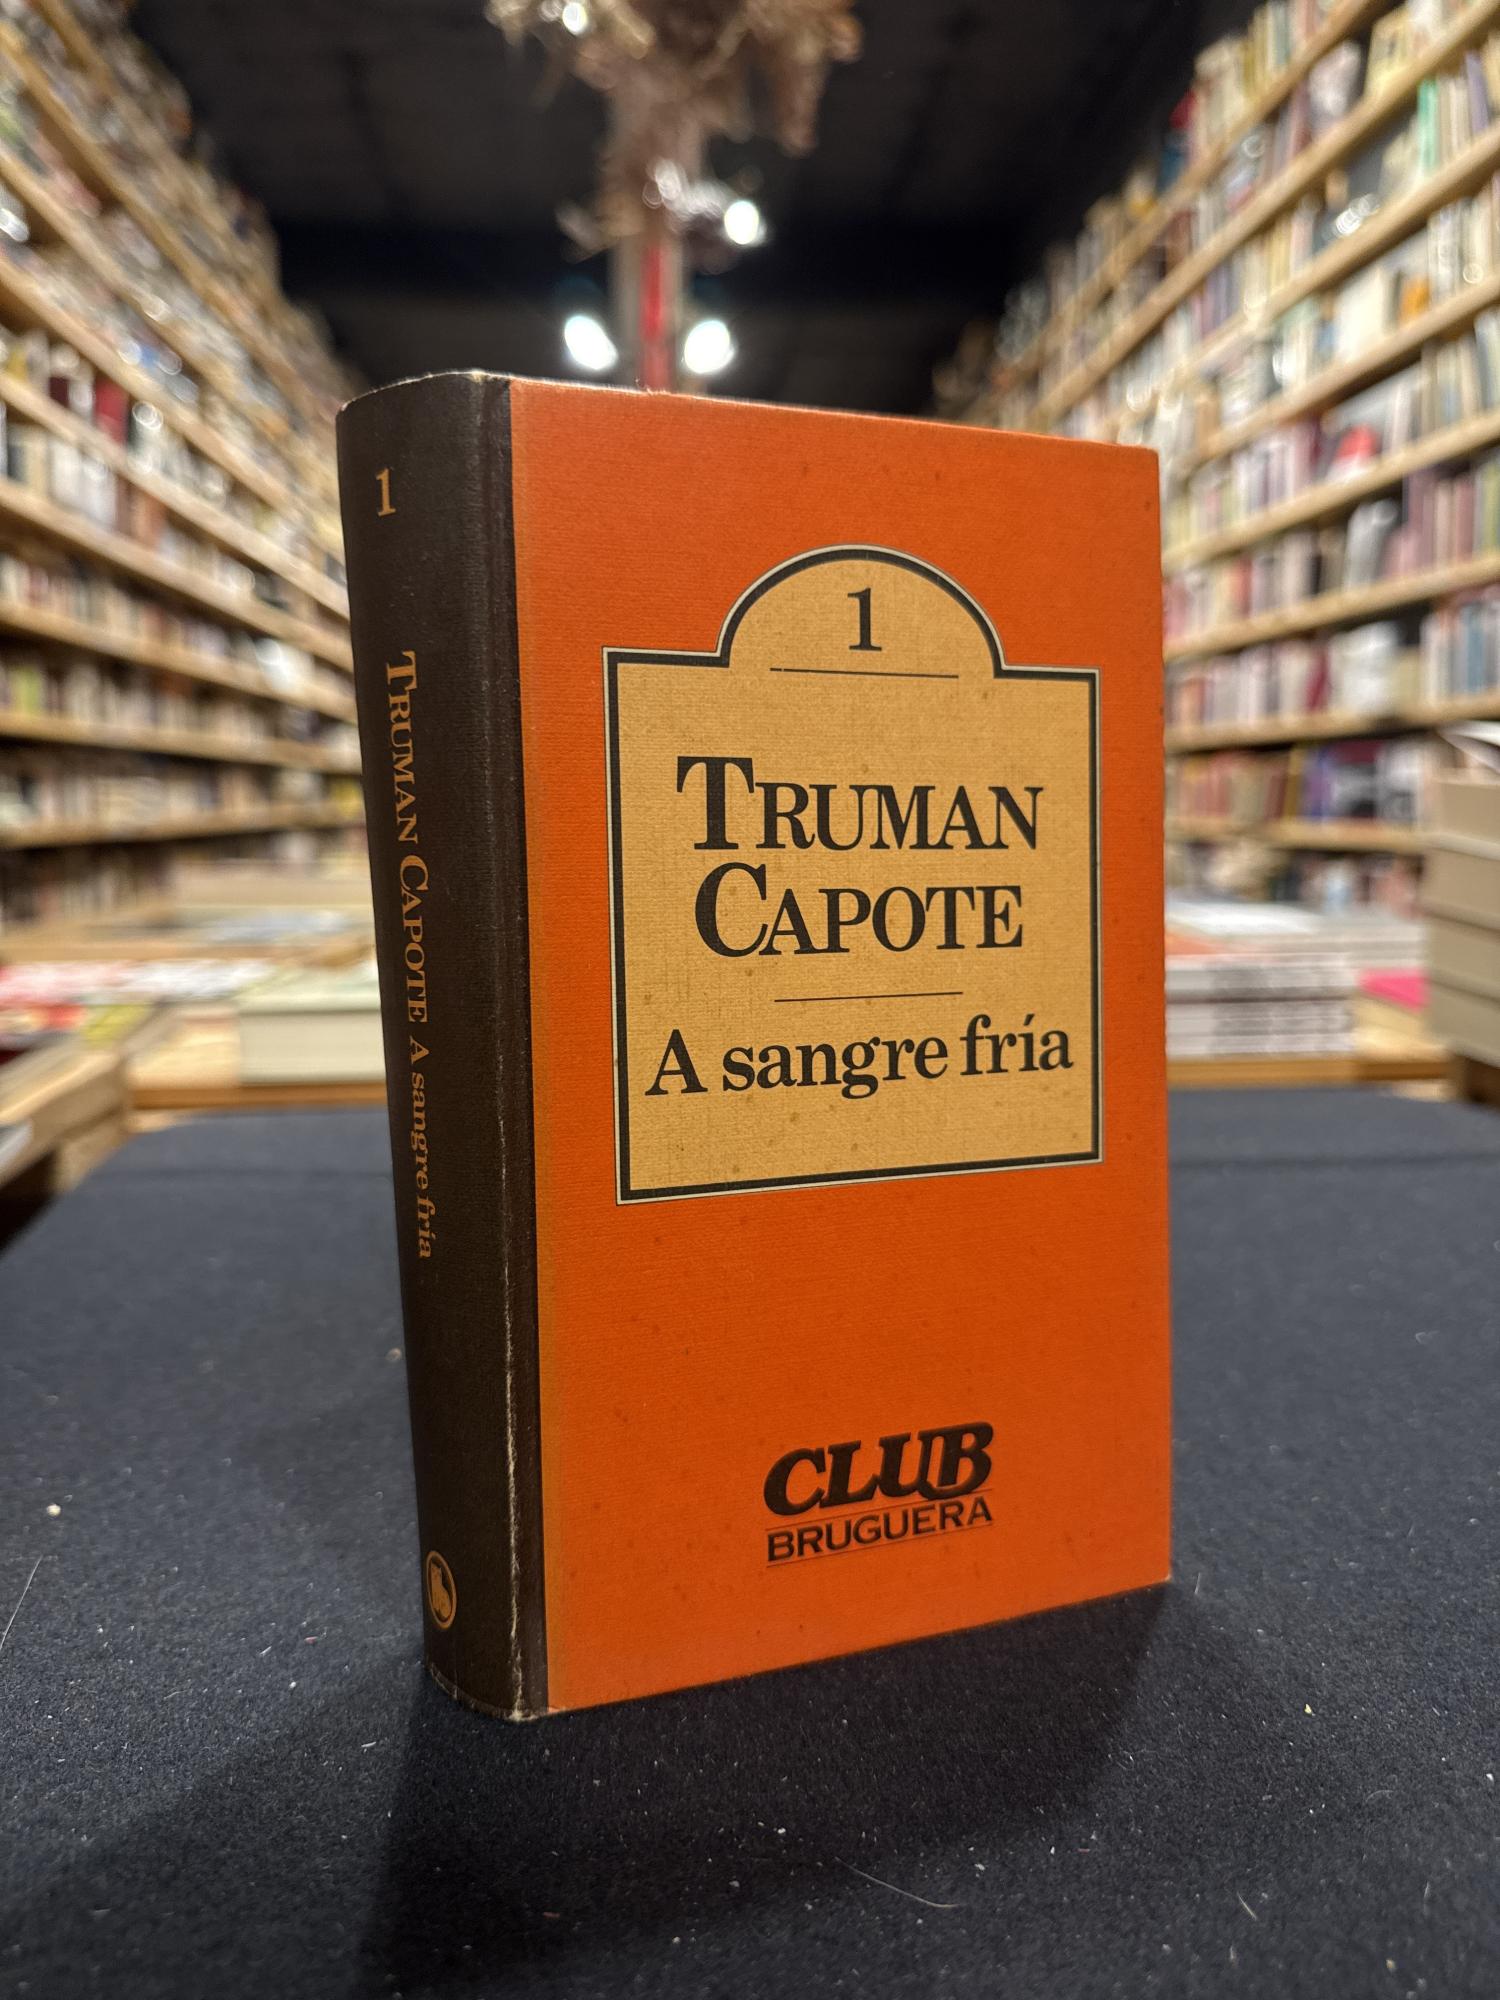 1
TRUMAN CAPOTE A sangre fría
1
TRUMAN
CAPOTE
A sangre fría
CLUB
BRUGUERA